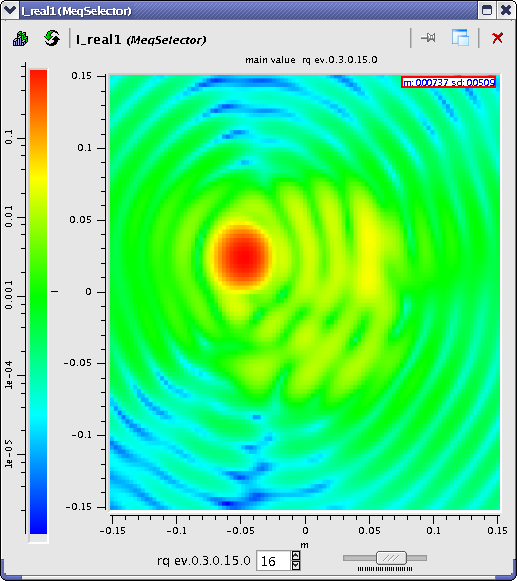 I_real1 (MeqSelector)
I_real1 (MeqSelector)
main value rq ev.0.3.0.15.0
m:000737 sd:00509
0.1
0.01
0.001
1e-04
1e-05
0.15
0.1
0.05
0
-0.05
-0.1
-0.15
-0.15 -0.1 -0.05 0 0.05 0.1 0.15
m
rq ev.0.3.0.15.0 16